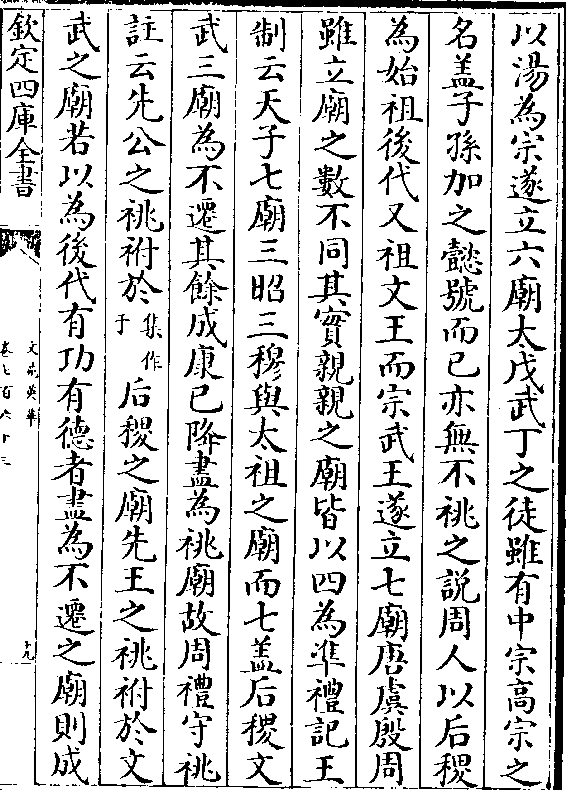 以湯為宗遂立六廟太戊武丁之徒雖有中宗高宗之
名盖子孫加之懿號而已亦無不祧之説周人以后稷
為始祖後代又祖文王而宗武王遂立七廟唐虞殷周
雖立廟之數不同其實親親之廟皆以四為凖禮記王
制云天子七廟三昭三穆與太祖之廟而七盖后稷文
武三廟為不遷其餘成康已降盡為祧廟故周禮守祧
註云先公之祧祔於集作于后稷之廟先王之祧祔於文
武之廟若以為後代有功有德者盡為不遷之廟則成
欽定四庫全書
文苑英華
卷七百六十三
十九